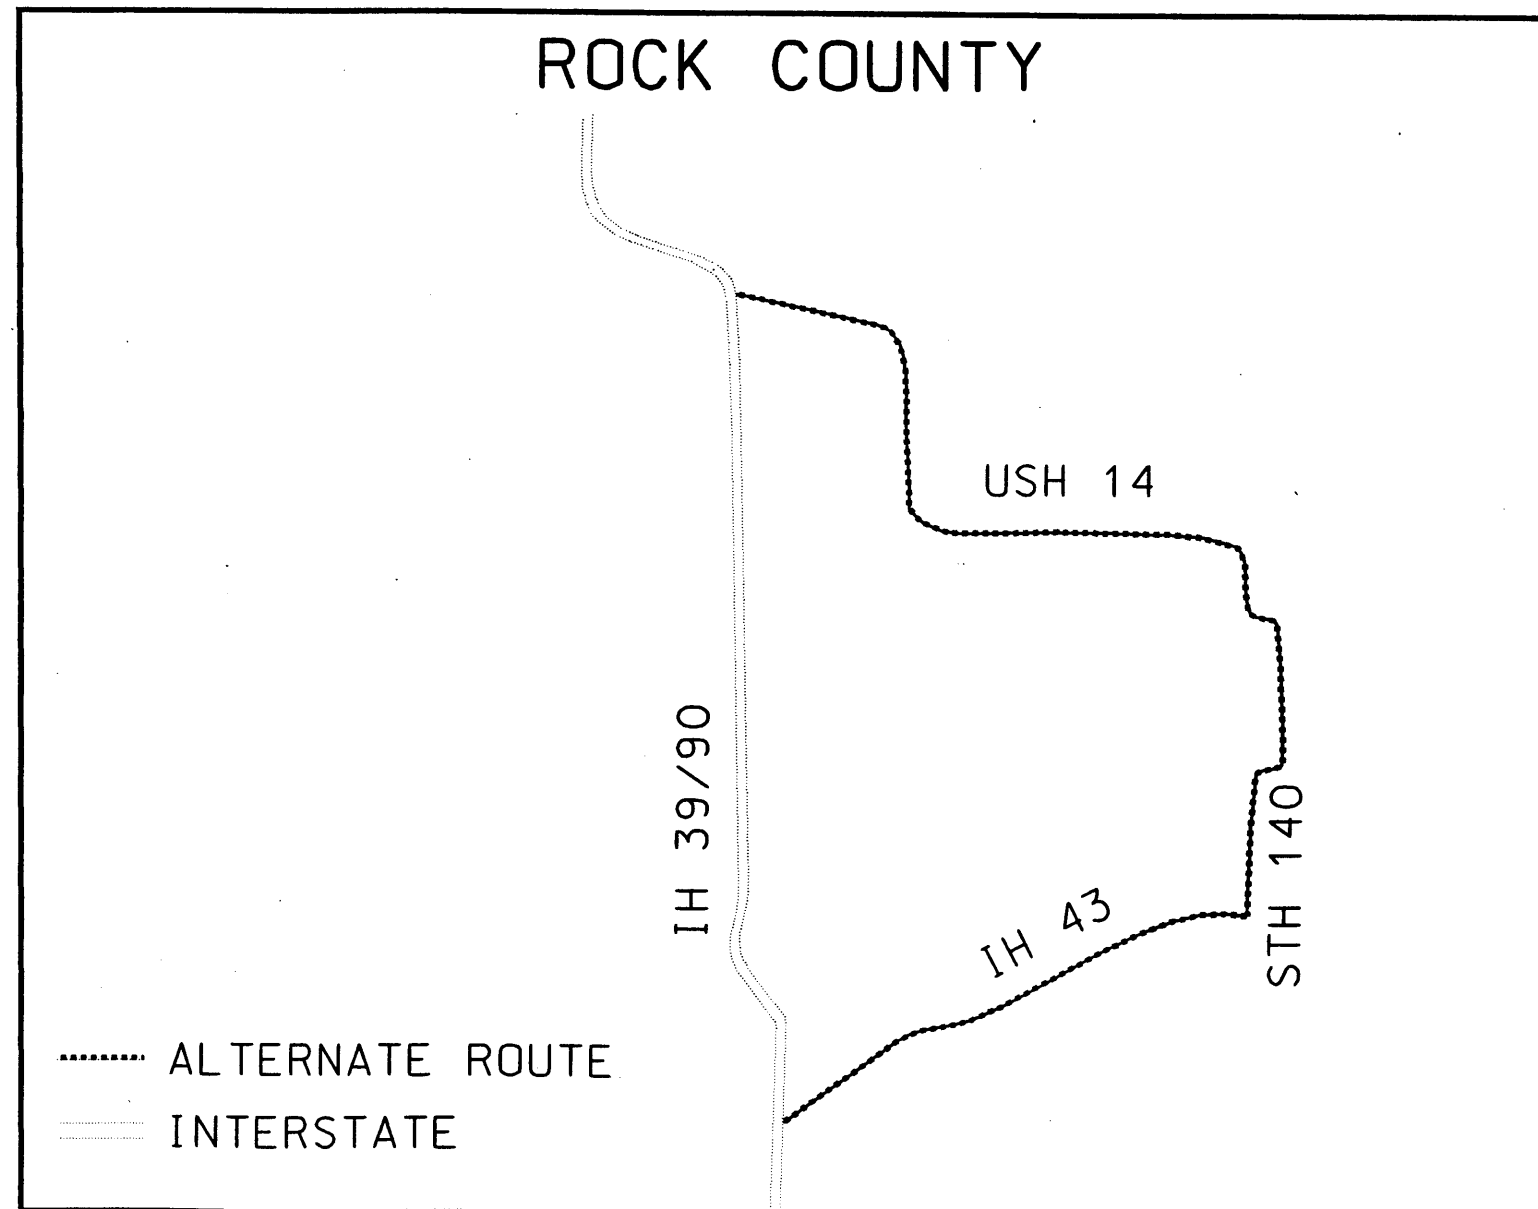 ROCK COUNTY
USH 14
IH 39/90
STH 140
IH 43
ALTERNATE ROUTE
INTERSTATE